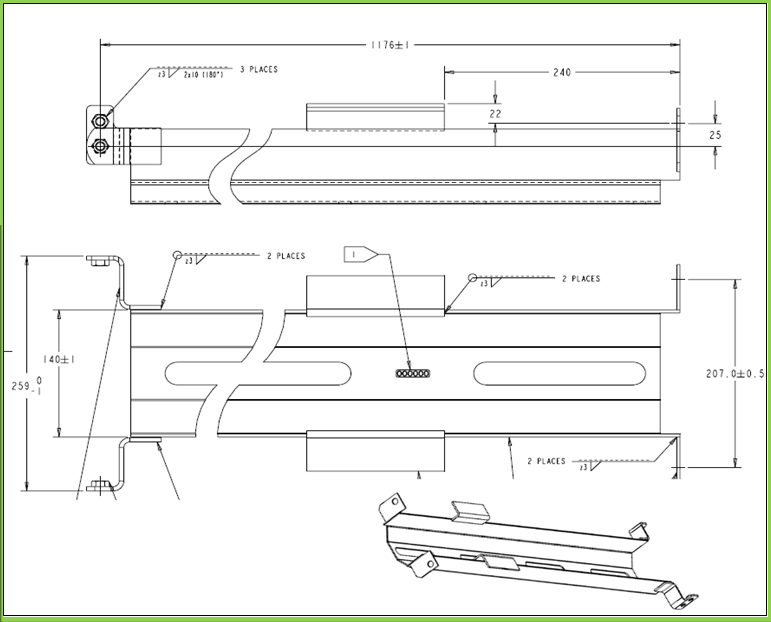 1176±1
240
3 PLACES
z3 2x10 (180°)
22
25
2 PLACES
z3
1
2 PLACES
z3
140±1
259 0 -1
207.0±0.5
2 PLACES
z3